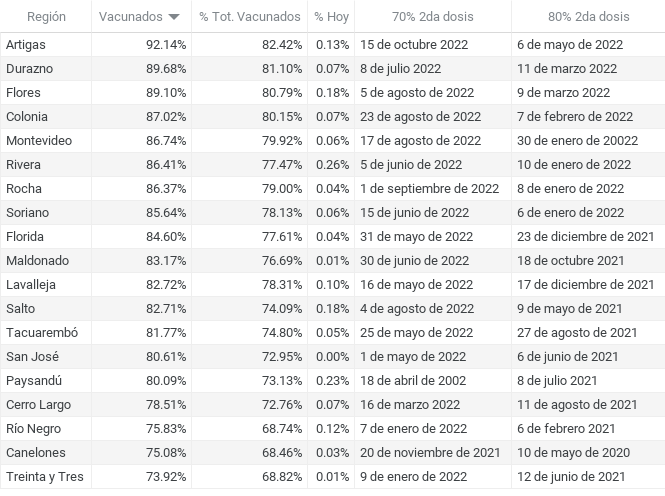 Región Vacunados % Tot. Vacunados % Hoy 70% 2da dosis 80% 2da dosis
Artigas 92.14% 82.42% 0.13% 15 de octubre 2022 6 de mayo de 2022
Durazno 89.68% 81.10% 0.07% 8 de julio 2022 11 de marzo 2022
Flores 89.10% 80.79% 0.18% 5 de agosto de 2022 9 de marzo 2022
Colonia 87.02% 80.15% 0.07% 23 de agosto de 2022 7 de febrero de 2022
Montevideo 86.74% 79.92% 0.06% 17 de agosto de 2022 30 de enero de 20022
Rivera 86.41% 77.47% 0.26% 5 de junio de 2022 10 de enero de 2022
Rocha 86.37% 79.00% 0.04% 1 de septiembre de 2022 8 de enero de 2022
Soriano 85.64% 78.13% 0.06% 15 de junio de 2022 6 de enero de 2022
Florida 84.60% 77.61% 0.04% 31 de mayo de 2022 23 de diciembre de 2021
Maldonado 83.17% 76.69% 0.01% 30 de junio de 2022 18 de octubre 2021
Lavalleja 82.72% 78.31% 0.10% 16 de mayo de 2022 17 de diciembre de 2021
Salto 82.71% 74.09% 0.18% 4 de agosto de 2022 9 de mayo de 2021
Tacuarembó 81.77% 74.80% 0.05% 25 de mayo de 2022 27 de agosto de 2021
San José 80.61% 72.95% 0.00% 1 de mayo de 2022 6 de junio de 2021
Paysandú 80.09% 73.13% 0.23% 18 de abril de 2002 8 de julio 2021
Cerro Largo 78.51% 72.76% 0.07% 16 de marzo 2022 11 de agosto de 2021
Río Negro 75.83% 68.74% 0.12% 7 de enero de 2022 6 de febrero 2021
Canelones 75.08% 68.46% 0.03% 20 de noviembre de 2021 10 de mayo de 2020
Treinta y Tres 73.92% 68.82% 0.01% 9 de enero de 2022 12 de junio de 2021